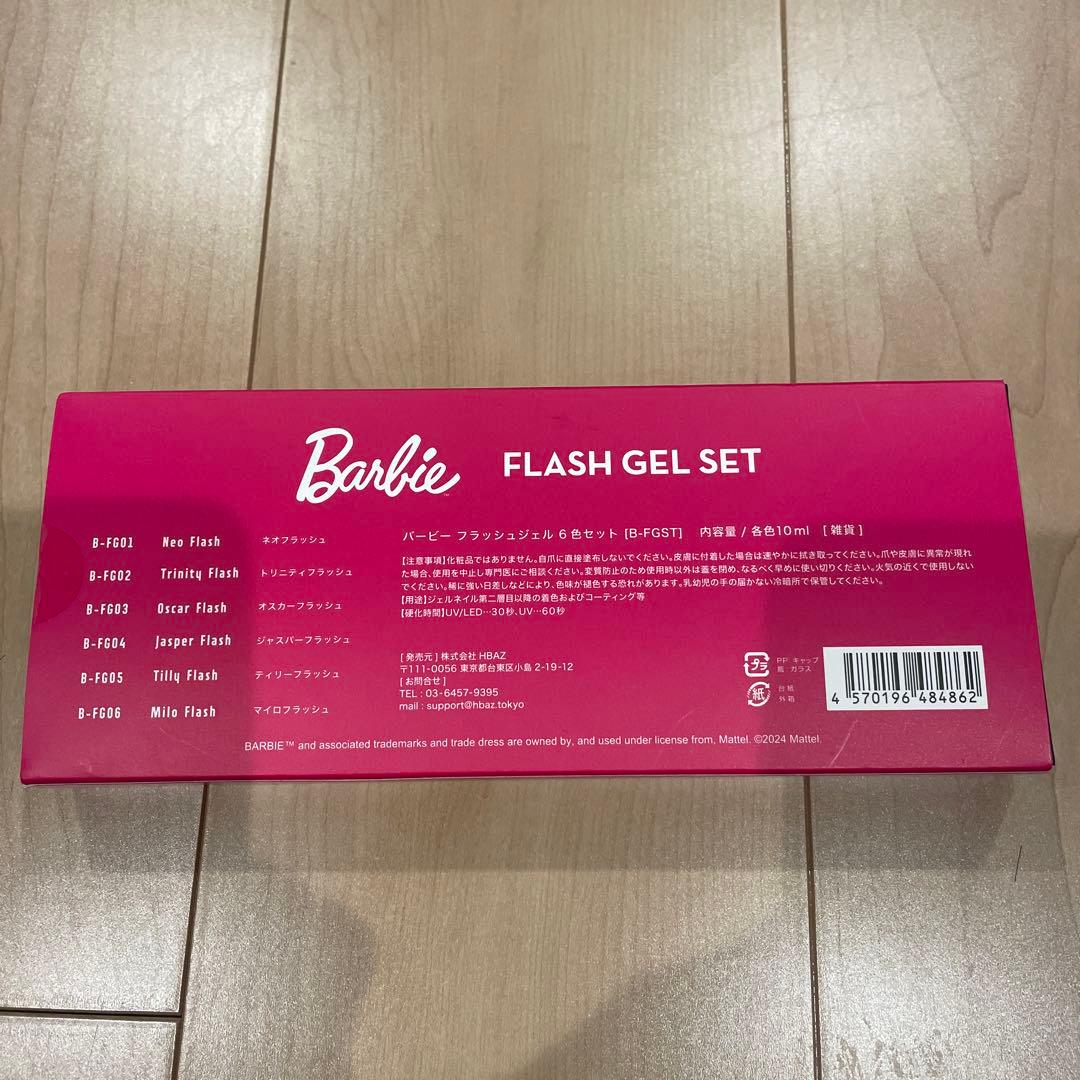 Barbie™ FLASH GEL SET
B-FG01 Neo Flash ネオフラッシュ
B-FG02 Trinity Flash トリニティフラッシュ
B-FG03 Oscar Flash オスカーフラッシュ
B-FG04 Jasper Flash ジャスパーフラッシュ
B-FG05 Tilly Flash ティリーフラッシュ
B-FG06 Milo Flash マイロフラッシュ
バービー フラッシュジェル 6色セット [B-FGST] 内容量 / 各色10ml [ 雑貨 ]
【注意事項】化粧品ではありません。自爪に直接塗布しないでください。皮膚に付着した場合は速やかに拭き取ってください。爪や皮膚に異常が現れ
た場合、使用を中止し専門医にご相談ください。変質防止のため使用時以外は蓋を閉め、なるべく早めに使い切りください。火気の近くで使用しない
でください。稀に強い日差しなどにより、色味が褪色する恐れがあります。乳幼児の手の届かない冷暗所で保管してください。
【用途】ジェルネイル第二層目以降の着色およびコーティング等
【硬化時間】UV/LED…30秒、UV…60秒
[ 発売元 ] 株式会社 HBAZ
〒111-0056 東京都台東区小島 2-19-12
[ お問合せ ]
TEL : 03-6457-9395
mail : support@hbaz.tokyo
プラ PP キャップ
瓶 ガラス
紙 台紙
外箱
4 570196 484862
BARBIE™ and associated trademarks and trade dress are owned by, and used under license from, Mattel. ©2024 Mattel.